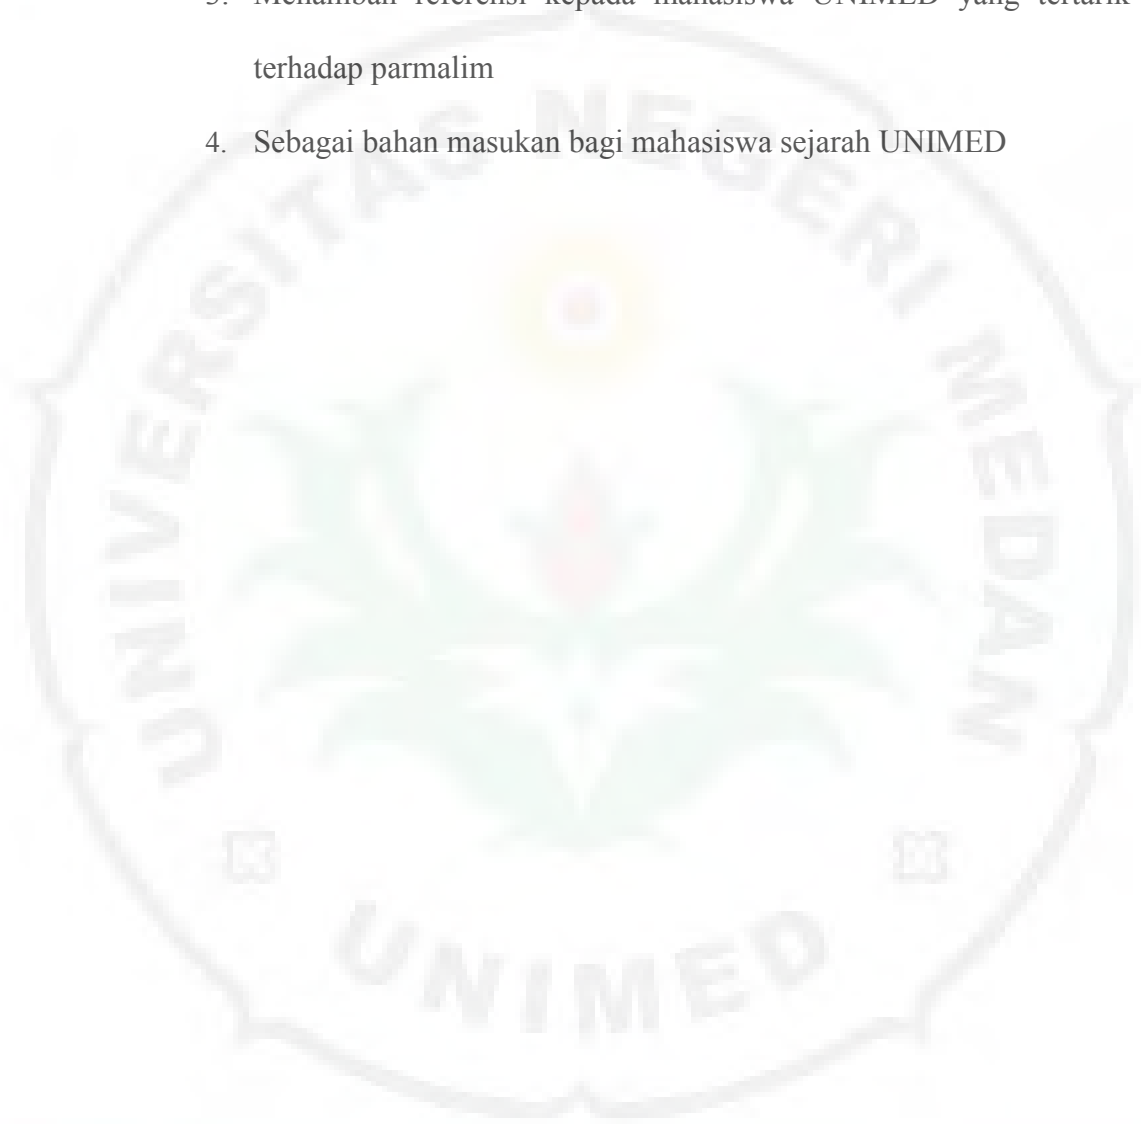 3. Menambah referensi kepada mahasiswa UNIMED yang tertarik
terhadap parmalim
4. Sebagai bahan masukan bagi mahasiswa sejarah UNIMED
UNIVERSITAS NEGERI MEDAN
UNIMED